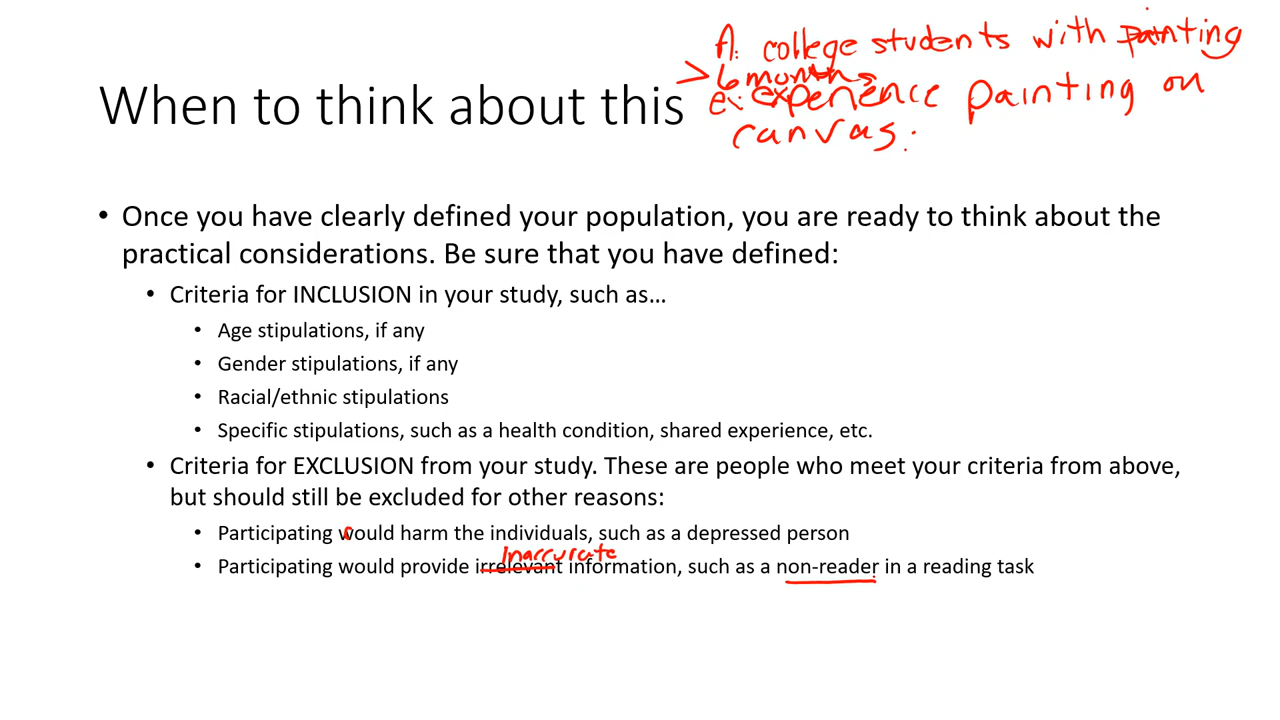 A: college students with painting
> 6 months
ex: experience painting on
canvas.
When to think about this
• Once you have clearly defined your population, you are ready to think about the
practical considerations. Be sure that you have defined:
• Criteria for INCLUSION in your study, such as…
• Age stipulations, if any
• Gender stipulations, if any
• Racial/ethnic stipulations
• Specific stipulations, such as a health condition, shared experience, etc.
• Criteria for EXCLUSION from your study. These are people who meet your criteria from above,
but should still be excluded for other reasons:
• Participating could harm the individuals, such as a depressed person
Inaccurate
• Participating would provide irrelevant information, such as a non-reader in a reading task